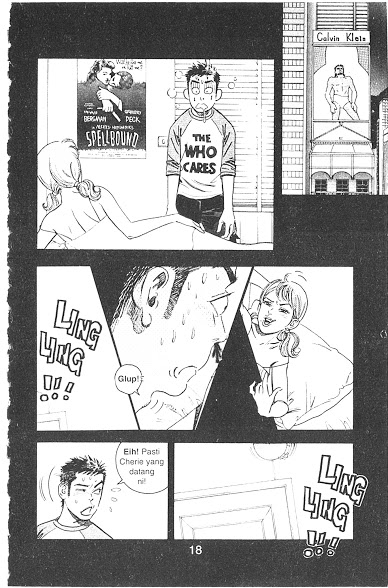 Calvin Klein
BERGMAN
PECK
SPELLBOUND
THE
WHO
CARES
LING
LING
!!!
Glup!
Eih! Pasti
Cherie yang
datang
ni!
LING
LING
!!!
18